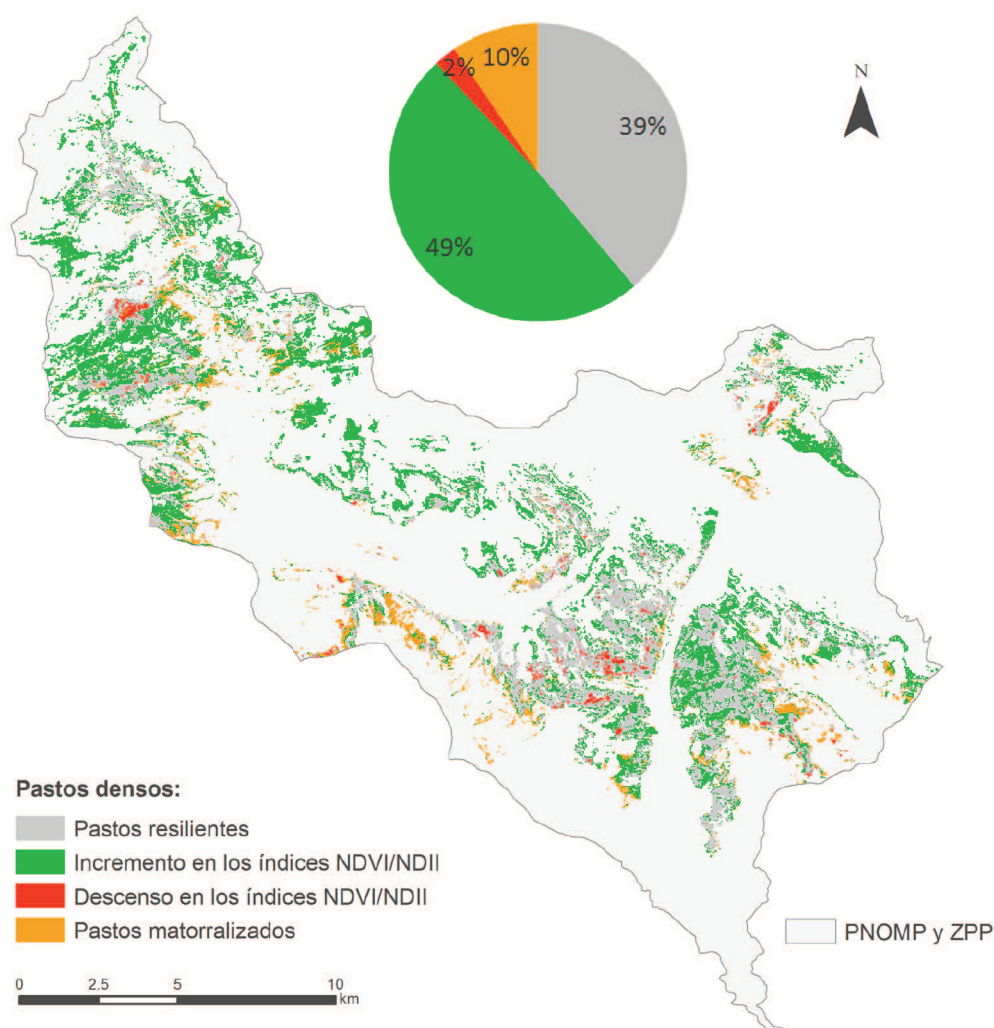 10%
2%
39%
49%
N
Pastos densos:
Pastos resilientes
Incremento en los índices NDVI/NDII
Descenso en los índices NDVI/NDII
Pastos matorralizados
PNOMP y ZPP
0 2.5 5 10
km